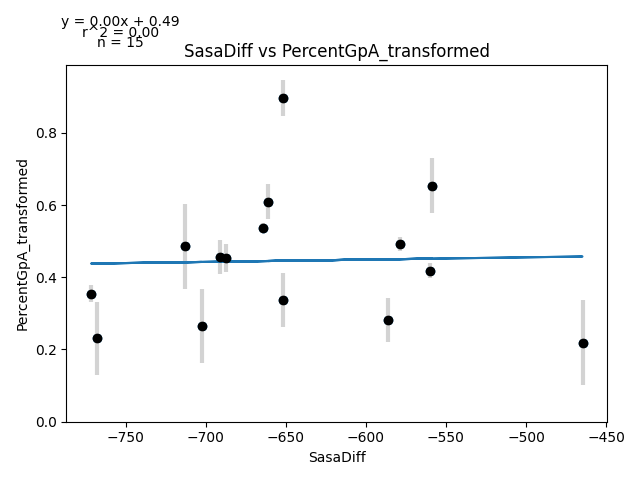 y = 0.00x + 0.49
r^2 = 0.00
n = 15
SasaDiff vs PercentGpA_transformed
PercentGpA_transformed
0.8
0.6
0.4
0.2
0.0
−750
−700
−650
−600
−550
−500
−450
SasaDiff